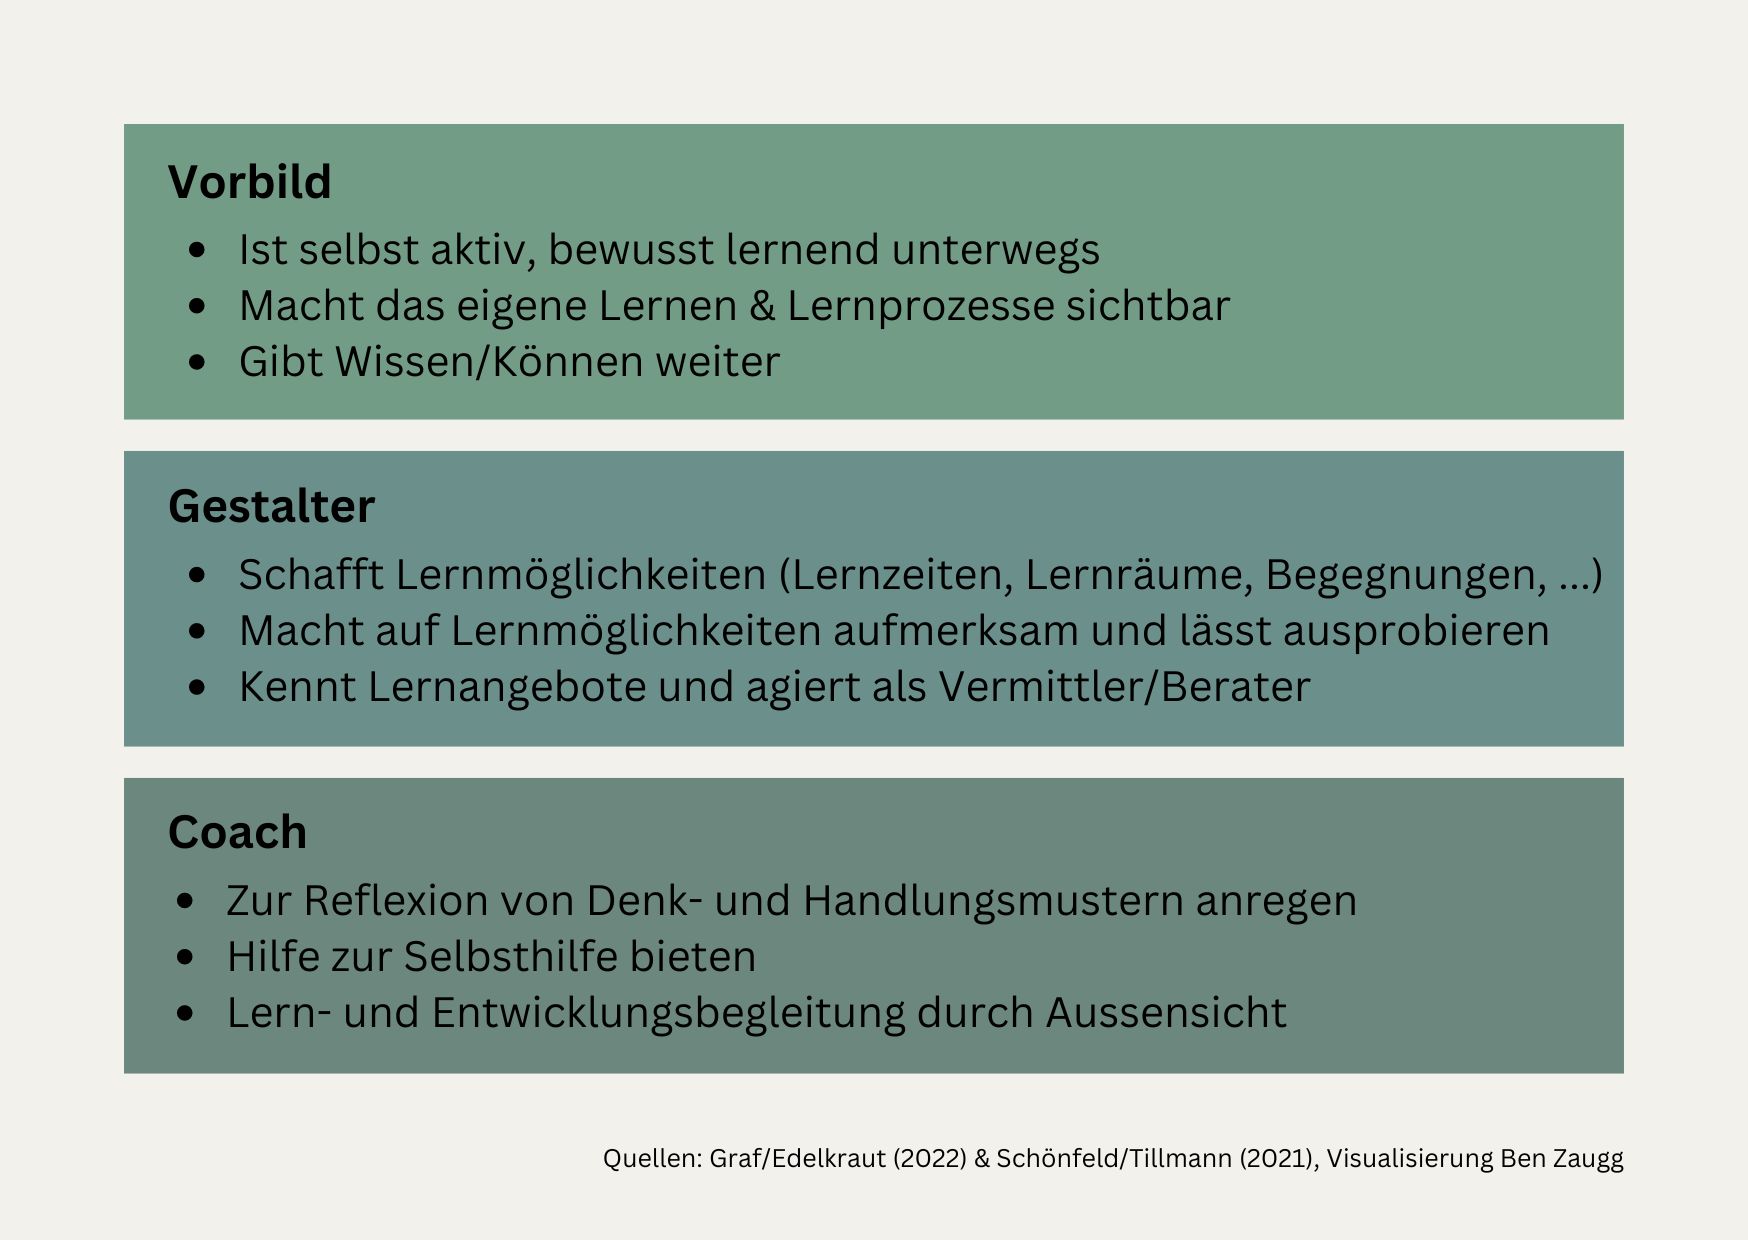 Vorbild
• Ist selbst aktiv, bewusst lernend unterwegs
• Macht das eigene Lernen & Lernprozesse sichtbar
• Gibt Wissen/Können weiter
Gestalter
• Schafft Lernmöglichkeiten (Lernzeiten, Lernräume, Begegnungen, ...)
• Macht auf Lernmöglichkeiten aufmerksam und lässt ausprobieren
• Kennt Lernangebote und agiert als Vermittler/Berater
Coach
• Zur Reflexion von Denk- und Handlungsmustern anregen
• Hilfe zur Selbsthilfe bieten
• Lern- und Entwicklungsbegleitung durch Aussensicht
Quellen: Graf/Edelkraut (2022) & Schönfeld/Tillmann (2021), Visualisierung Ben Zaugg